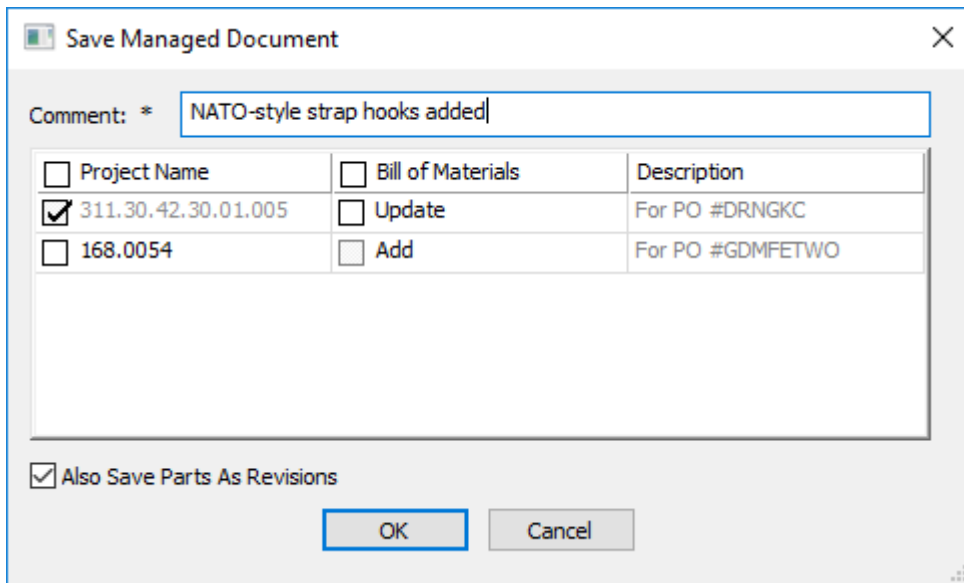 Save Managed Document
Comment: * NATO-style strap hooks added
Project Name Bill of Materials Description
311.30.42.30.01.005 Update For PO #DRNGKC
168.0054 Add For PO #GDMFETWO
Also Save Parts As Revisions
OK Cancel